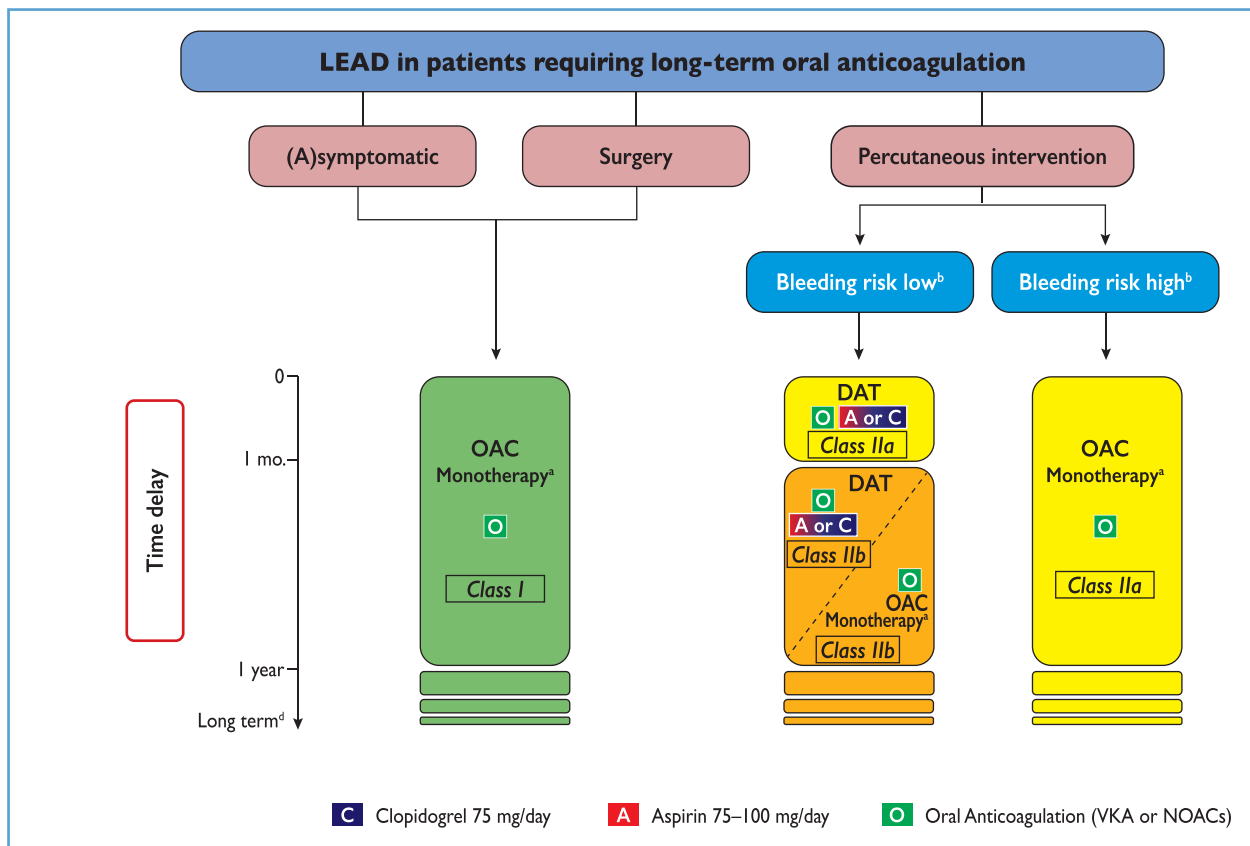 LEAD in patients requiring long-term oral anticoagulation
(A)symptomatic
Surgery
Percutaneous intervention
Bleeding risk lowᵇ
Bleeding risk highᵇ
Time delay
0
1 mo.
1 year
Long termᵈ
OAC
Monotherapyᵃ
O
Class I
DAT
O A or C
Class IIa
DAT
O
A or C
Class IIb
O
OAC
Monotherapyᵃ
Class IIb
OAC
Monotherapyᵃ
O
Class IIa
C Clopidogrel 75 mg/day
A Aspirin 75–100 mg/day
O Oral Anticoagulation (VKA or NOACs)